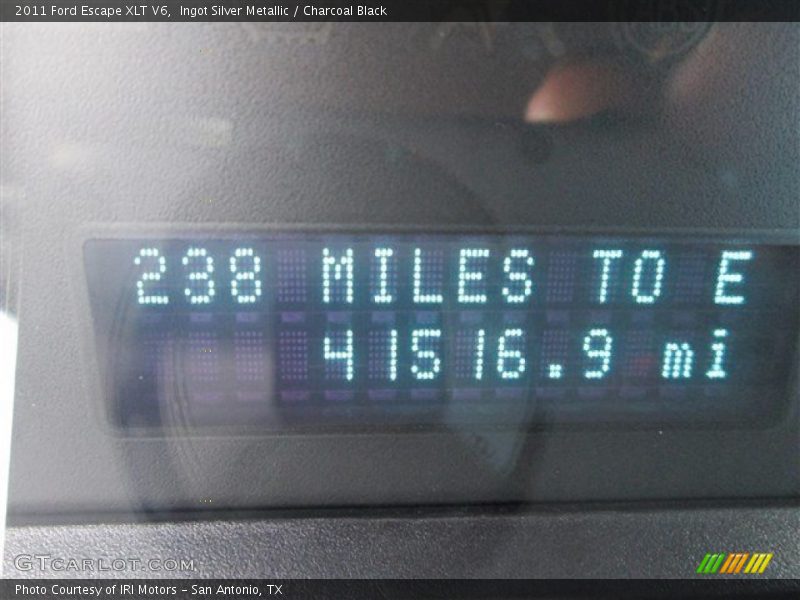 2011 Ford Escape XLT V6, Ingot Silver Metallic / Charcoal Black
238 MILES TO E
41516.9 mi
GTCARLOT.COM
Photo Courtesy of IRI Motors - San Antonio, TX